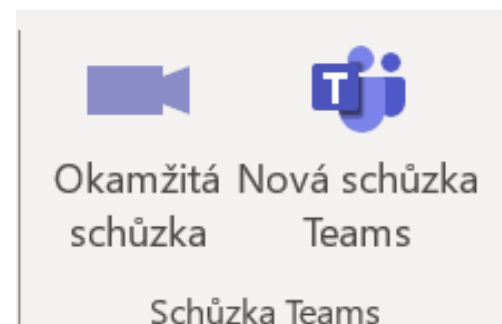 T
Okamžitá
schůzka
Nová schůzka
Teams
Schůzka Teams